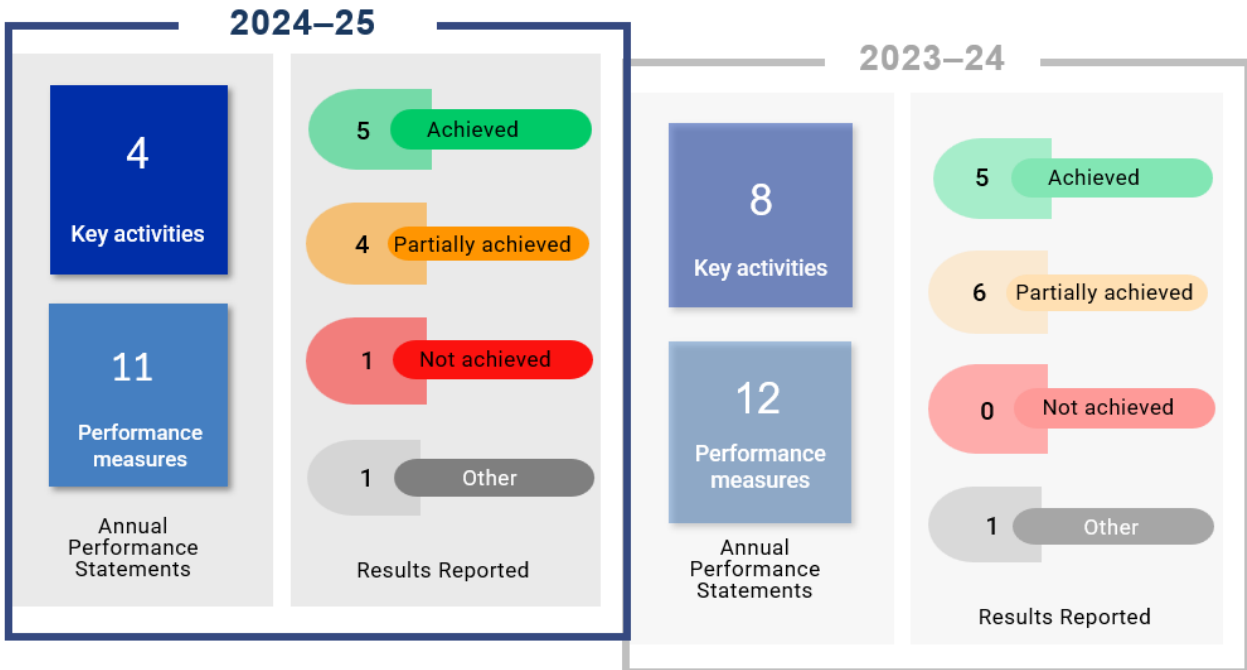 2024–25
4
Key activities
11
Performance
measures
Annual
Performance
Statements
5 Achieved
4 Partially achieved
1 Not achieved
1 Other
Results Reported
2023–24
8
Key activities
12
Performance
measures
Annual
Performance
Statements
5 Achieved
6 Partially achieved
0 Not achieved
1 Other
Results Reported